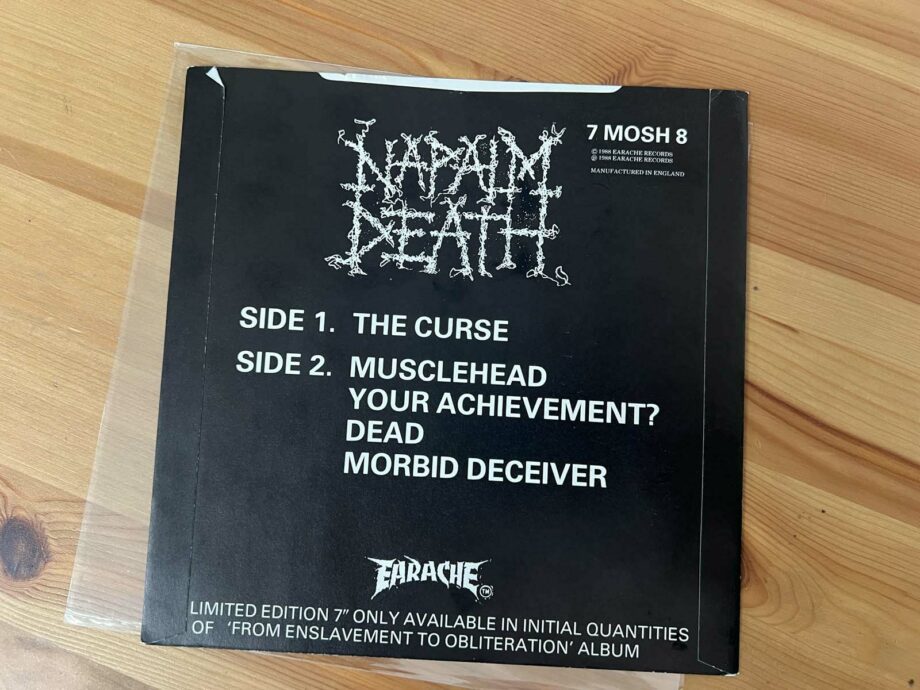 NAPALM
DEATH
7 MOSH 8
© 1988 EARACHE RECORDS
℗ 1988 EARACHE RECORDS
MANUFACTURED IN ENGLAND
SIDE 1. THE CURSE
SIDE 2. MUSCLEHEAD
YOUR ACHIEVEMENT?
DEAD
MORBID DECEIVER
EARACHE TM
LIMITED EDITION 7” ONLY AVAILABLE IN INITIAL QUANTITIES
OF ‘FROM ENSLAVEMENT TO OBLITERATION’ ALBUM